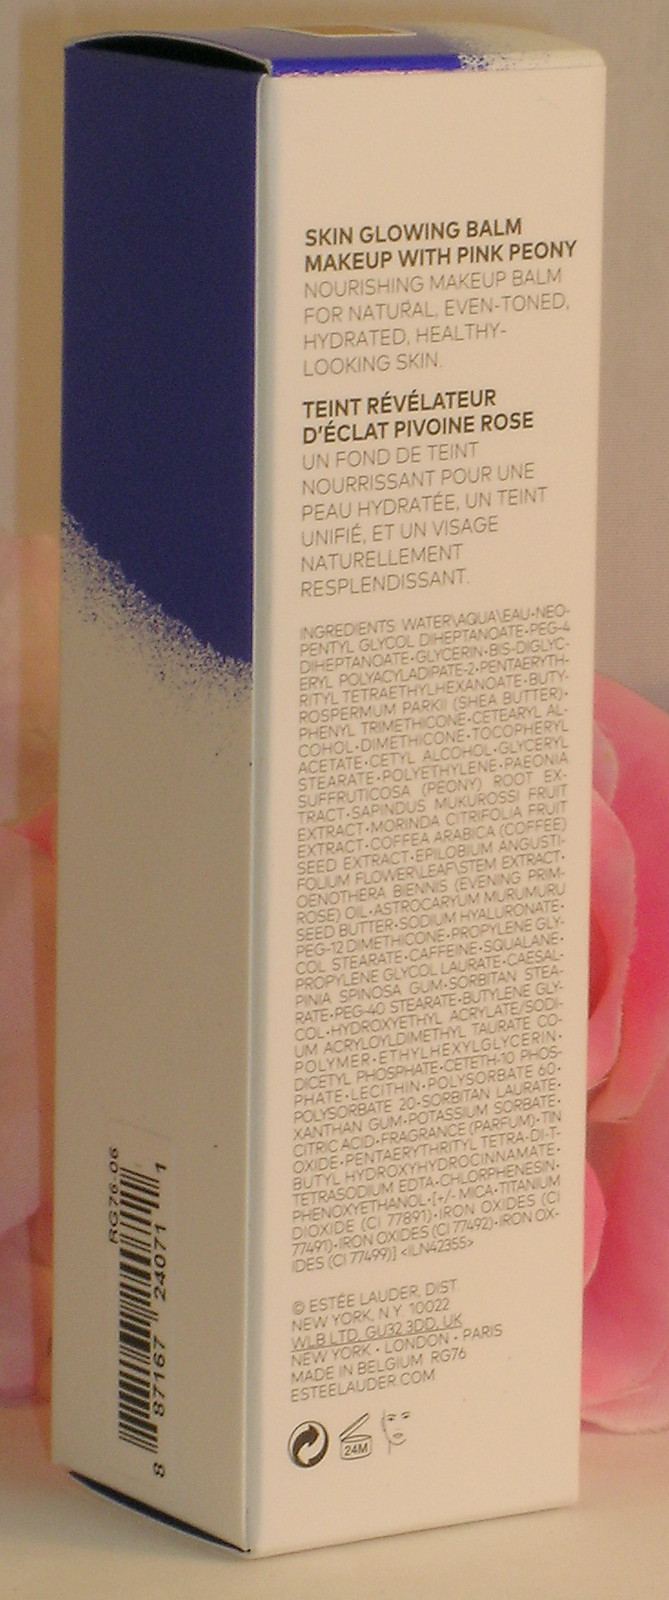 SKIN GLOWING BALM
MAKEUP WITH PINK PEONY
NOURISHING MAKEUP BALM
FOR NATURAL, EVEN-TONED,
HYDRATED, HEALTHY-
LOOKING SKIN.
TEINT RÉVÉLATEUR
D'ÉCLAT PIVOINE ROSE
UN FOND DE TEINT
NOURRISSANT POUR UNE
PEAU HYDRATÉE, UN TEINT
UNIFIÉ, ET UN VISAGE
NATURELLEMENT
RESPLENDISSANT.
INGREDIENTS: WATER\AQUA\EAU•NEO-
PENTYL GLYCOL DIHEPTANOATE•PEG-4
DIHEPTANOATE•GLYCERIN•BIS-DIGLYC-
ERYL POLYACYLADIPATE-2•PENTAERYTH-
RITYL TETRAETHYLHEXANOATE•BUTY-
ROSPERMUM PARKII (SHEA BUTTER)•
PHENYL TRIMETHICONE•CETEARYL AL-
COHOL•DIMETHICONE•TOCOPHERYL
ACETATE•CETYL ALCOHOL•GLYCERYL
STEARATE•POLYETHYLENE•PAEONIA
SUFFRUTICOSA (PEONY) ROOT EX-
TRACT•SAPINDUS MUKUROSSI FRUIT
EXTRACT•MORINDA CITRIFOLIA FRUIT
EXTRACT•COFFEA ARABICA (COFFEE)
SEED EXTRACT•EPILOBIUM ANGUSTI-
FOLIUM FLOWER\LEAF\STEM EXTRACT•
OENOTHERA BIENNIS (EVENING PRIM-
ROSE) OIL•ASTROCARYUM MURUMURU
SEED BUTTER•SODIUM HYALURONATE•
PEG-12 DIMETHICONE•PROPYLENE GLY-
COL STEARATE•CAFFEINE•SQUALANE•
PROPYLENE GLYCOL LAURATE•CAESAL-
PINIA SPINOSA GUM•SORBITAN STEA-
RATE•PEG-40 STEARATE•BUTYLENE GLY-
COL•HYDROXYETHYL ACRYLATE/SODI-
UM ACRYLOYLDIMETHYL TAURATE CO-
POLYMER•ETHYLHEXYLGLYCERIN•
DICETYL PHOSPHATE•CETETH-10 PHOS-
PHATE•LECITHIN•POLYSORBATE 60•
POLYSORBATE 20•SORBITAN LAURATE•
XANTHAN GUM•POTASSIUM SORBATE•
CITRIC ACID•FRAGRANCE (PARFUM)•TIN
OXIDE•PENTAERYTHRITYL TETRA-DI-T-
BUTYL HYDROXYHYDROCINNAMATE•
TETRASODIUM EDTA•CHLORPHENESIN•
PHENOXYETHANOL•[+/- MICA•TITANIUM
DIOXIDE (CI 77891)•IRON OXIDES (CI
77491)•IRON OXIDES (CI 77492)•IRON OX-
IDES (CI 77499)] <ILN42355>
© ESTÉE LAUDER, DIST.
NEW YORK, N.Y. 10022
WLB LTD, GU32 3DD, UK
NEW YORK • LONDON • PARIS
MADE IN BELGIUM RG76
ESTEELAUDER.COM
24M
RG76-06
8 87167 24071 1